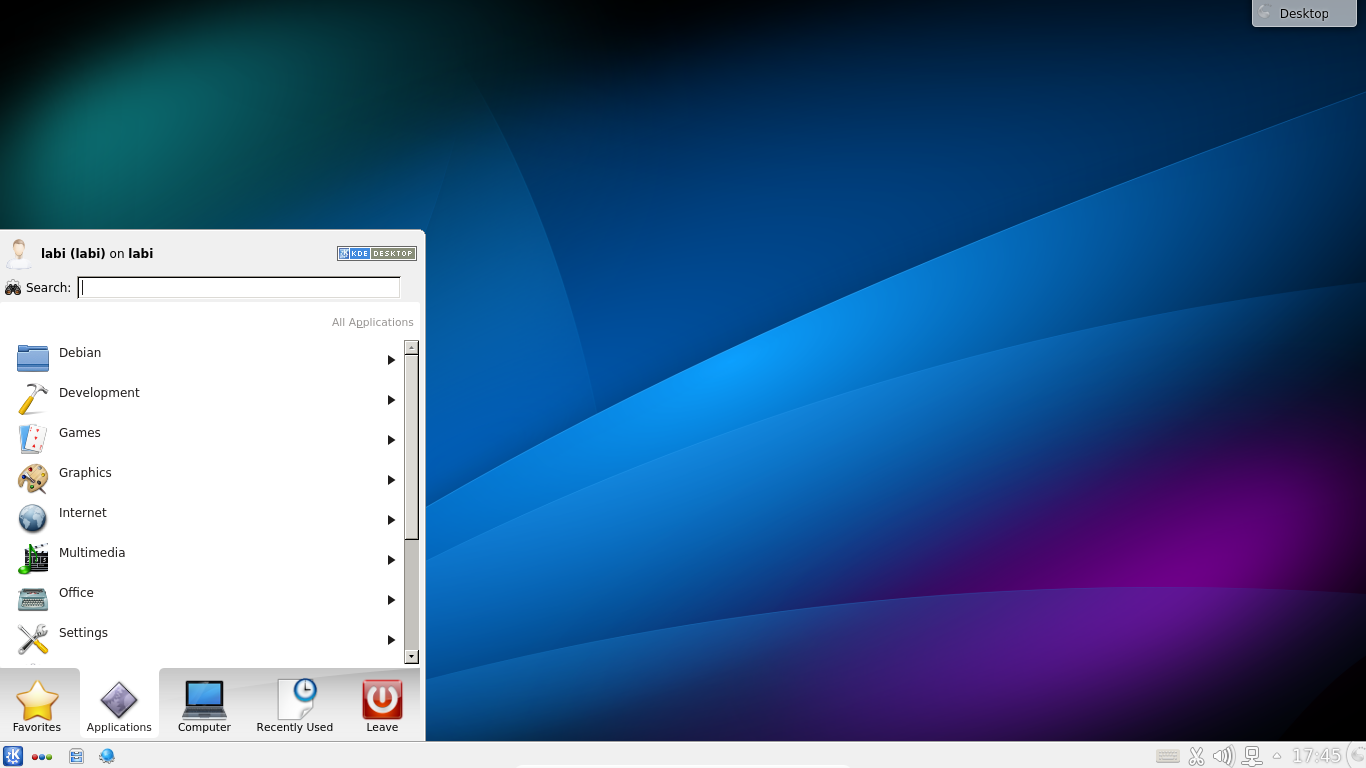 Desktop
labi (labi) on labi
KDE DESKTOP
Search:
All Applications
Debian
Development
Games
Graphics
Internet
Multimedia
Office
Settings
Favorites Applications Computer Recently Used Leave
17:45